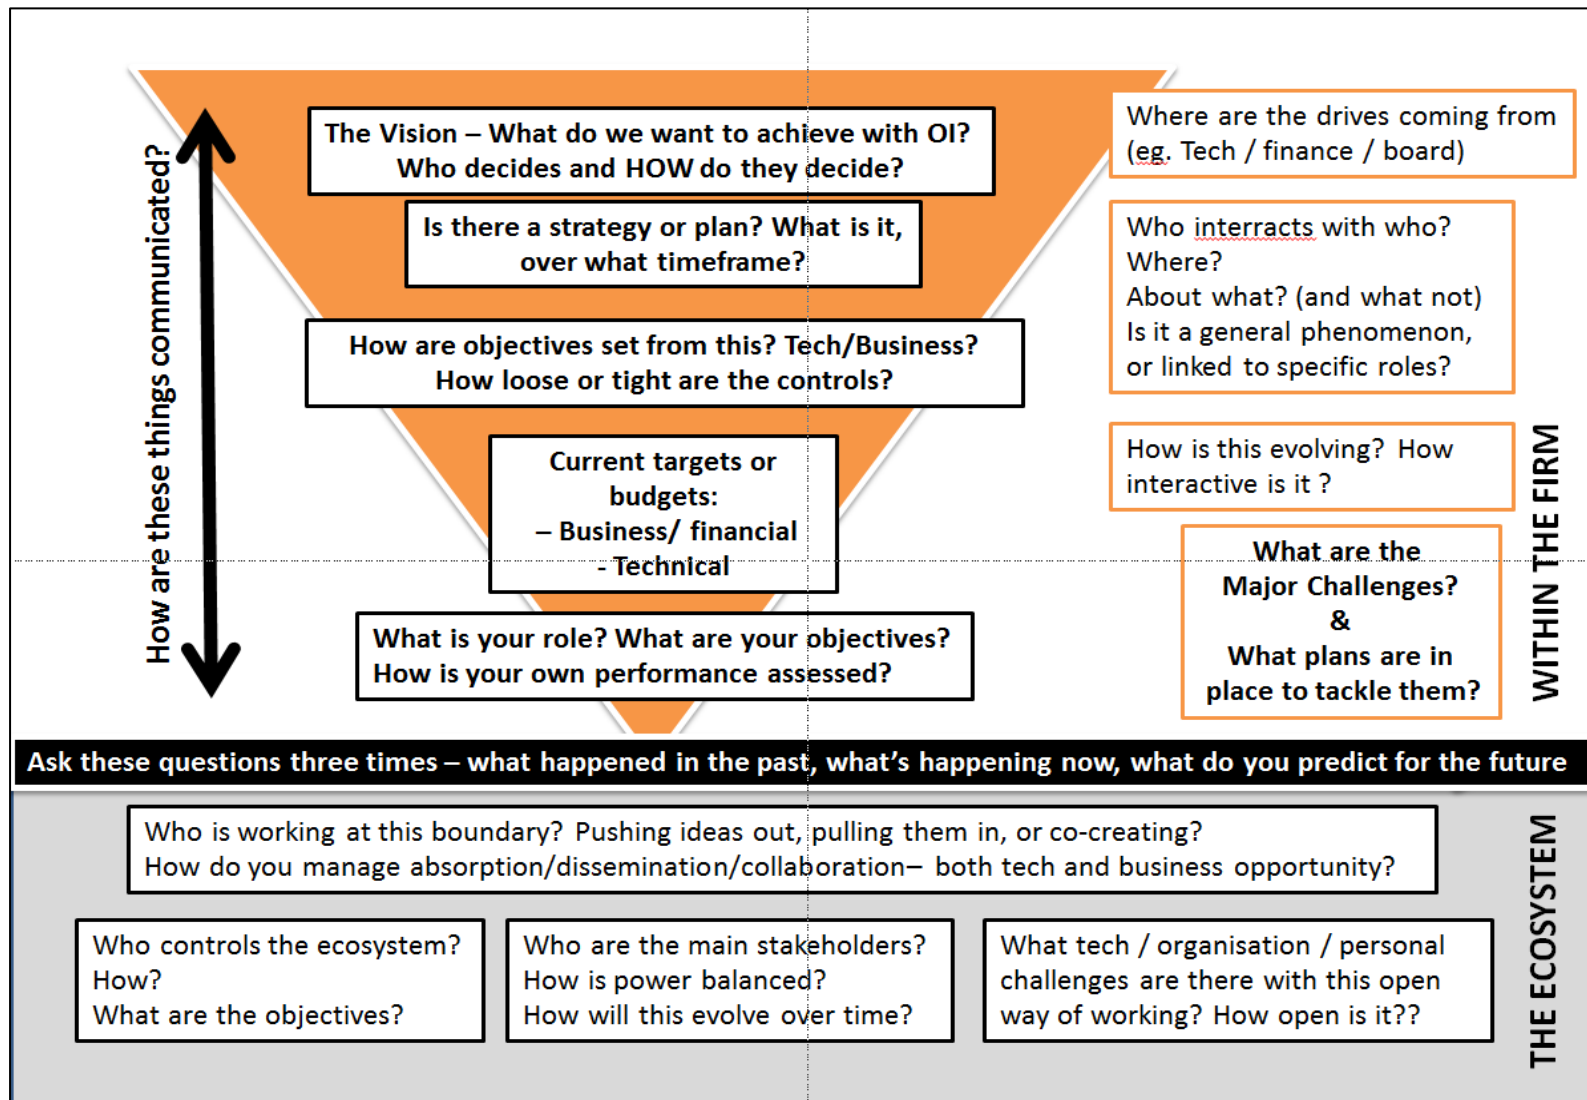 How are these things communicated?
The Vision – What do we want to achieve with OI?
Who decides and HOW do they decide?
Is there a strategy or plan? What is it,
over what timeframe?
How are objectives set from this? Tech/Business?
How loose or tight are the controls?
Current targets or
budgets:
– Business/ financial
- Technical
What is your role? What are your objectives?
How is your own performance assessed?
Where are the drives coming from
(eg. Tech / finance / board)
Who interracts with who?
Where?
About what? (and what not)
Is it a general phenomenon,
or linked to specific roles?
How is this evolving? How
interactive is it ?
What are the
Major Challenges?
&
What plans are in
place to tackle them?
WITHIN THE FIRM
Ask these questions three times – what happened in the past, what's happening now, what do you predict for the future
Who is working at this boundary? Pushing ideas out, pulling them in, or co-creating?
How do you manage absorption/dissemination/collaboration– both tech and business opportunity?
Who controls the ecosystem?
How?
What are the objectives?
Who are the main stakeholders?
How is power balanced?
How will this evolve over time?
What tech / organisation / personal
challenges are there with this open
way of working? How open is it??
THE ECOSYSTEM